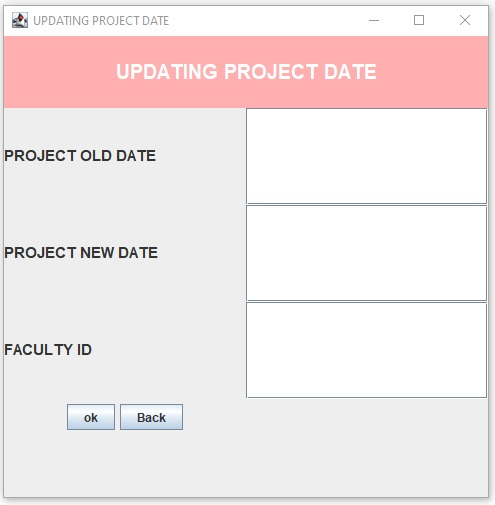 UPDATING PROJECT DATE
UPDATING PROJECT DATE
PROJECT OLD DATE
PROJECT NEW DATE
FACULTY ID
ok Back